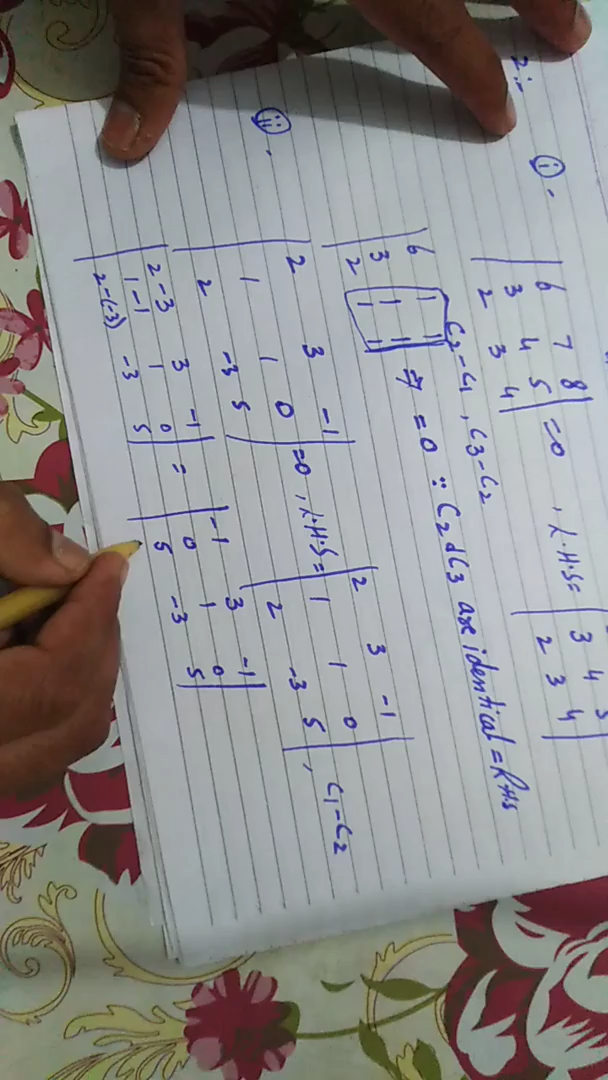 2:-
(i) . | 6 7 8 | =0 , L.H.S =
| 3 4 5 | 3 4 5
| 2 3 4 | 2 3 4
C2-C1 , C3-C2
| 6 1 1
3 1 1 = 0 ∵ C2 & C3 are identical = R.H.S
2 1 1
(ii) . | 2 3 -1 | | 2 3 -1 |
| 1 1 0 | =0 , L.H.S = | 1 1 0 | , C1-C2
| 2 -3 5 | | 2 -3 5 |
| 2-3 3 -1 | | -1 3 -1 |
| 1-1 1 0 | = | 0 1 0 |
| 2-(-3) -3 5 | | 5 -3 5 |